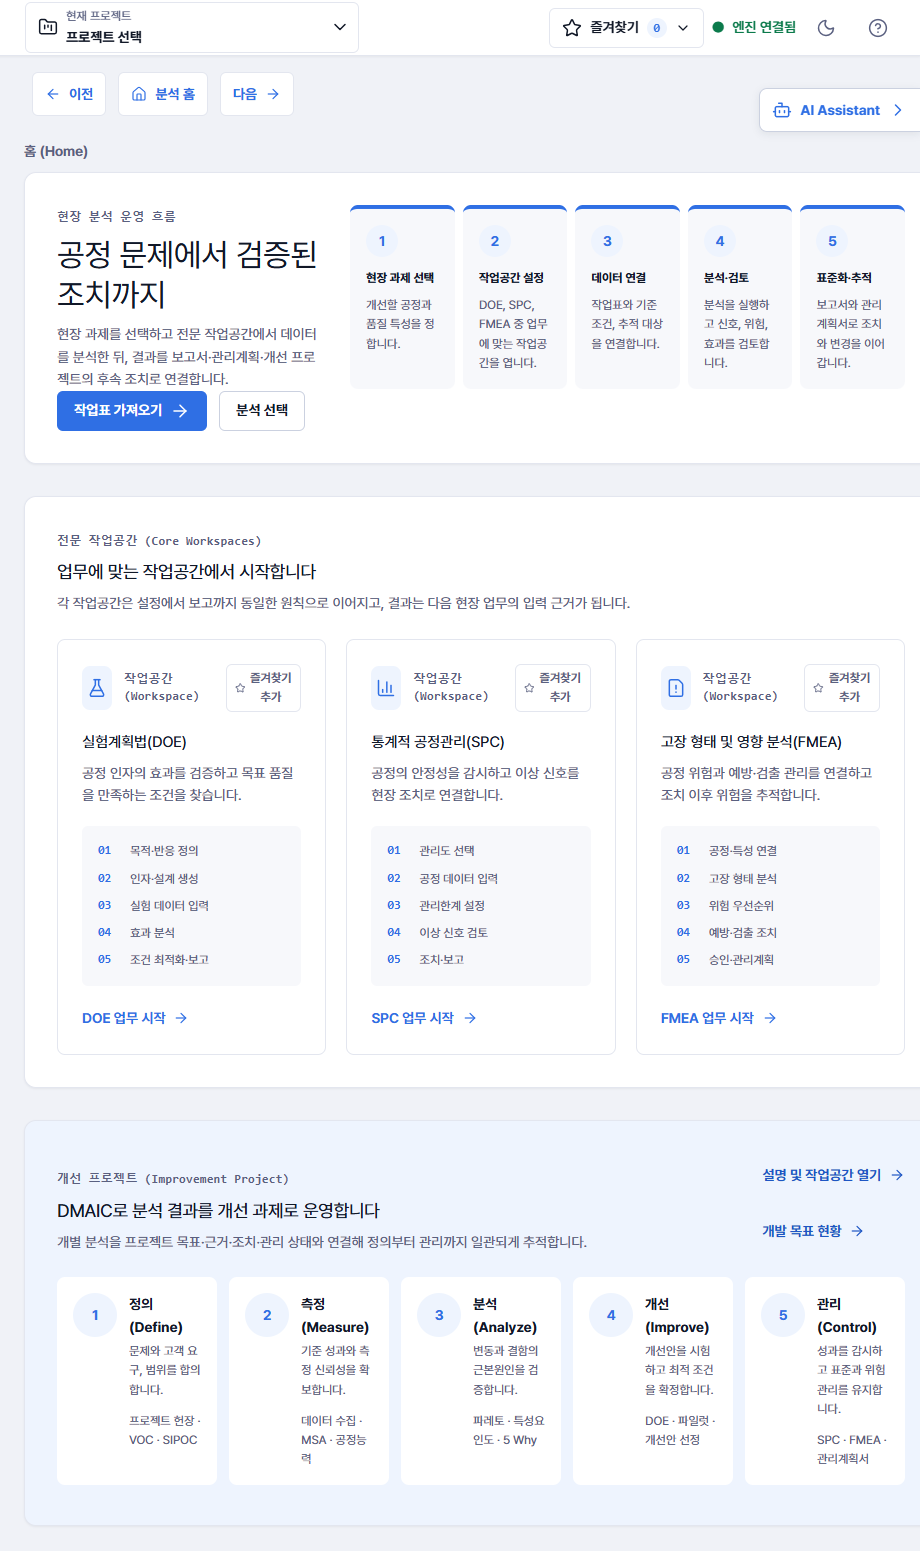 현재 프로젝트
프로젝트 선택
즐겨찾기 0
엔진 연결됨
이전
분석 홈
다음
AI Assistant
홈 (Home)
현장 분석 운영 흐름
공정 문제에서 검증된
조치까지
현장 과제를 선택하고 전문 작업공간에서 데이터
를 분석한 뒤, 결과를 보고서·관리계획·개선 프로
젝트의 후속 조치로 연결합니다.
작업표 가져오기
분석 선택
1
현장 과제 선택
개선할 공정과
품질 특성을 정
합니다.
2
작업공간 설정
DOE, SPC,
FMEA 중 업무
에 맞는 작업공
간을 엽니다.
3
데이터 연결
작업표와 기준
조건, 추적 대상
을 연결합니다.
4
분석·검토
분석을 실행하
고 신호, 위험,
효과를 검토합
니다.
5
표준화·추적
보고서와 관리
계획서로 조치
와 변경을 이어
갑니다.
전문 작업공간 (Core Workspaces)
업무에 맞는 작업공간에서 시작합니다
각 작업공간은 설정에서 보고까지 동일한 원칙으로 이어지고, 결과는 다음 현장 업무의 입력 근거가 됩니다.
작업공간
(Workspace)
즐겨찾기
추가
실험계획법(DOE)
공정 인자의 효과를 검증하고 목표 품질
을 만족하는 조건을 찾습니다.
01 목적·반응 정의
02 인자·설계 생성
03 실험 데이터 입력
04 효과 분석
05 조건 최적화·보고
DOE 업무 시작
작업공간
(Workspace)
즐겨찾기
추가
통계적 공정관리(SPC)
공정의 안정성을 감시하고 이상 신호를
현장 조치로 연결합니다.
01 관리도 선택
02 공정 데이터 입력
03 관리한계 설정
04 이상 신호 검토
05 조치·보고
SPC 업무 시작
작업공간
(Workspace)
즐겨찾기
추가
고장 형태 및 영향 분석(FMEA)
공정 위험과 예방·검출 관리를 연결하고
조치 이후 위험을 추적합니다.
01 공정·특성 연결
02 고장 형태 분석
03 위험 우선순위
04 예방·검출 조치
05 승인·관리계획
FMEA 업무 시작
개선 프로젝트 (Improvement Project)
DMAIC로 분석 결과를 개선 과제로 운영합니다
개별 분석을 프로젝트 목표·근거·조치·관리 상태와 연결해 정의부터 관리까지 일관되게 추적합니다.
설명 및 작업공간 열기
개발 목표 현황
1
정의
(Define)
문제와 고객 요
구, 범위를 합의
합니다.
프로젝트 헌장 ·
VOC · SIPOC
2
측정
(Measure)
기준 성과와 측
정 신뢰성을 확
보합니다.
데이터 수집 ·
MSA · 공정능
력
3
분석
(Analyze)
변동과 결함의
근본원인을 검
증합니다.
파레토 · 특성요
인도 · 5 Why
4
개선
(Improve)
개선안을 시험
하고 최적 조건
을 확정합니다.
DOE · 파일럿 ·
개선안 선정
5
관리
(Control)
성과를 감시하
고 표준과 위험
관리를 유지합
니다.
SPC · FMEA ·
관리계획서